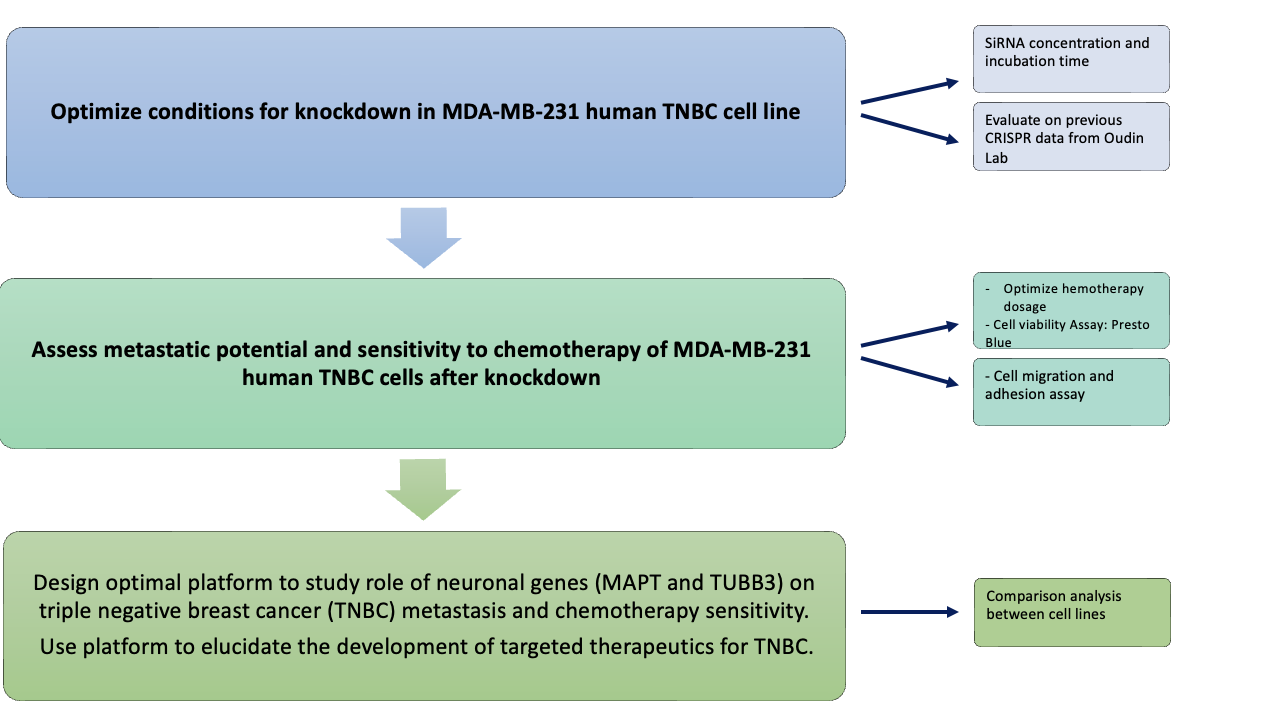 Optimize conditions for knockdown in MDA-MB-231 human TNBC cell line
SiRNA concentration and
incubation time
Evaluate on previous
CRISPR data from Oudin
Lab
Assess metastatic potential and sensitivity to chemotherapy of MDA-MB-231
human TNBC cells after knockdown
- Optimize hemotherapy
dosage
- Cell viability Assay: Presto
Blue
- Cell migration and
adhesion assay
Design optimal platform to study role of neuronal genes (MAPT and TUBB3) on
triple negative breast cancer (TNBC) metastasis and chemotherapy sensitivity.
Use platform to elucidate the development of targeted therapeutics for TNBC.
Comparison analysis
between cell lines